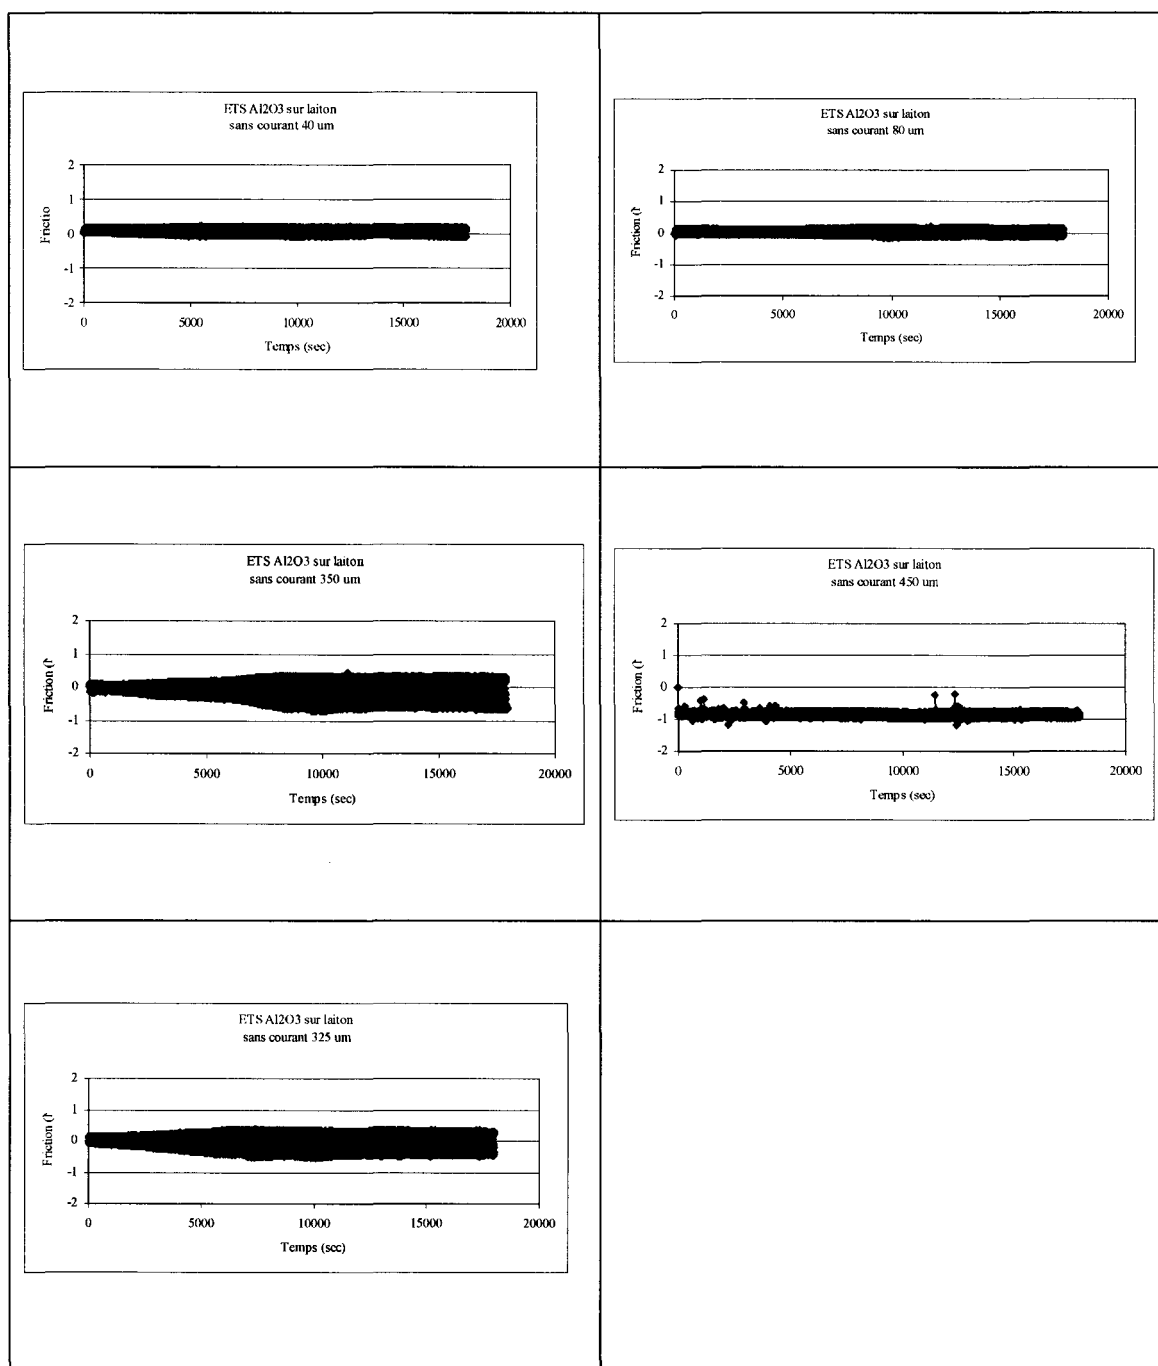 ETS Al2O3 sur laiton
sans courant 40 um
2
1
0
-1
-2
Frictio
0 5000 10000 15000 20000
Temps (sec)
ETS Al2O3 sur laiton
sans courant 80 um
2
1
0
-1
-2
Friction (N
0 5000 10000 15000 20000
Temps (sec)
ETS Al2O3 sur laiton
sans courant 350 um
2
1
0
-1
-2
Friction (N
0 5000 10000 15000 20000
Temps (sec)
ETS Al2O3 sur laiton
sans courant 450 um
2
1
0
-1
-2
Friction (N
0 5000 10000 15000 20000
Temps (sec)
ETS Al2O3 sur laiton
sans courant 325 um
2
1
0
-1
-2
Friction (N
0 5000 10000 15000 20000
Temps (sec)